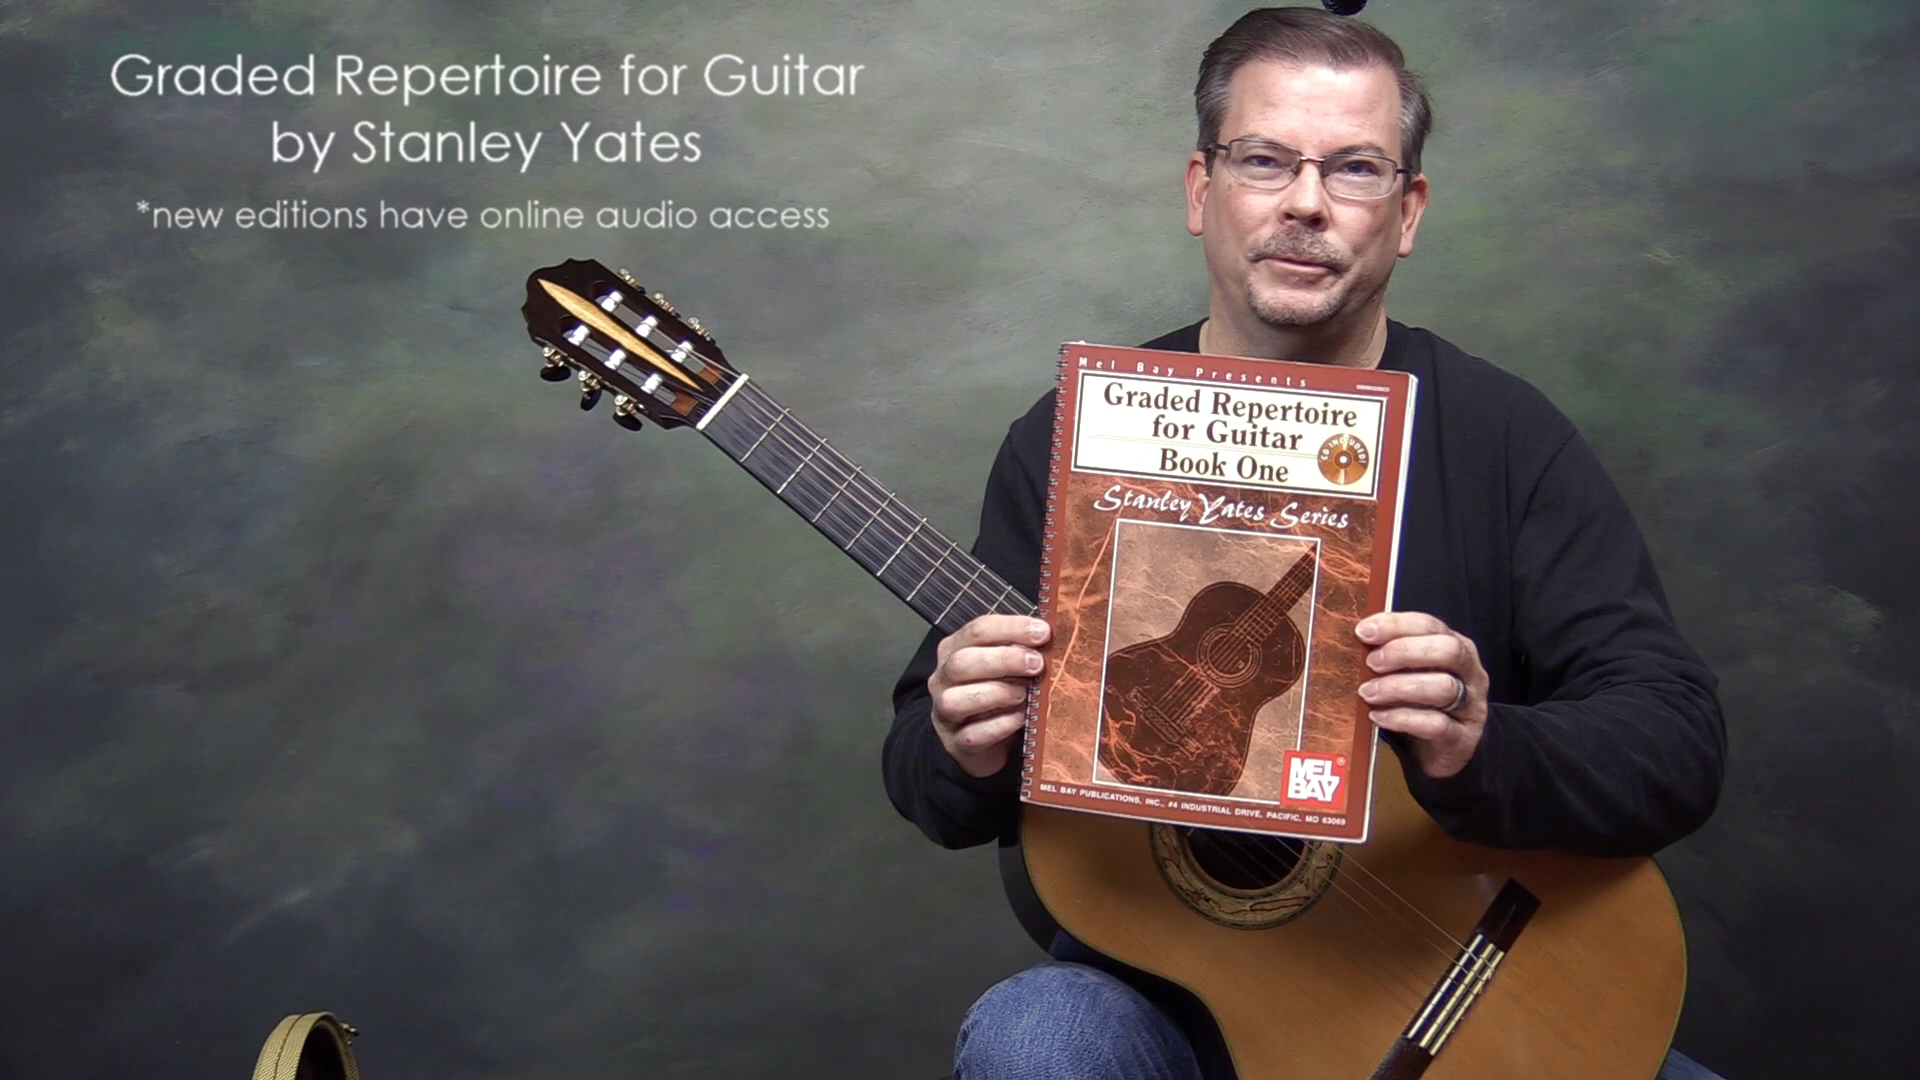 Graded Repertoire for Guitar
by Stanley Yates
*new editions have online audio access
Mel Bay Presents
Graded Repertoire
for Guitar
Book One
CD INCLUDED!
Stanley Yates Series
MEL
BAY
MEL BAY PUBLICATIONS, INC., #4 INDUSTRIAL DRIVE, PACIFIC, MO 63069